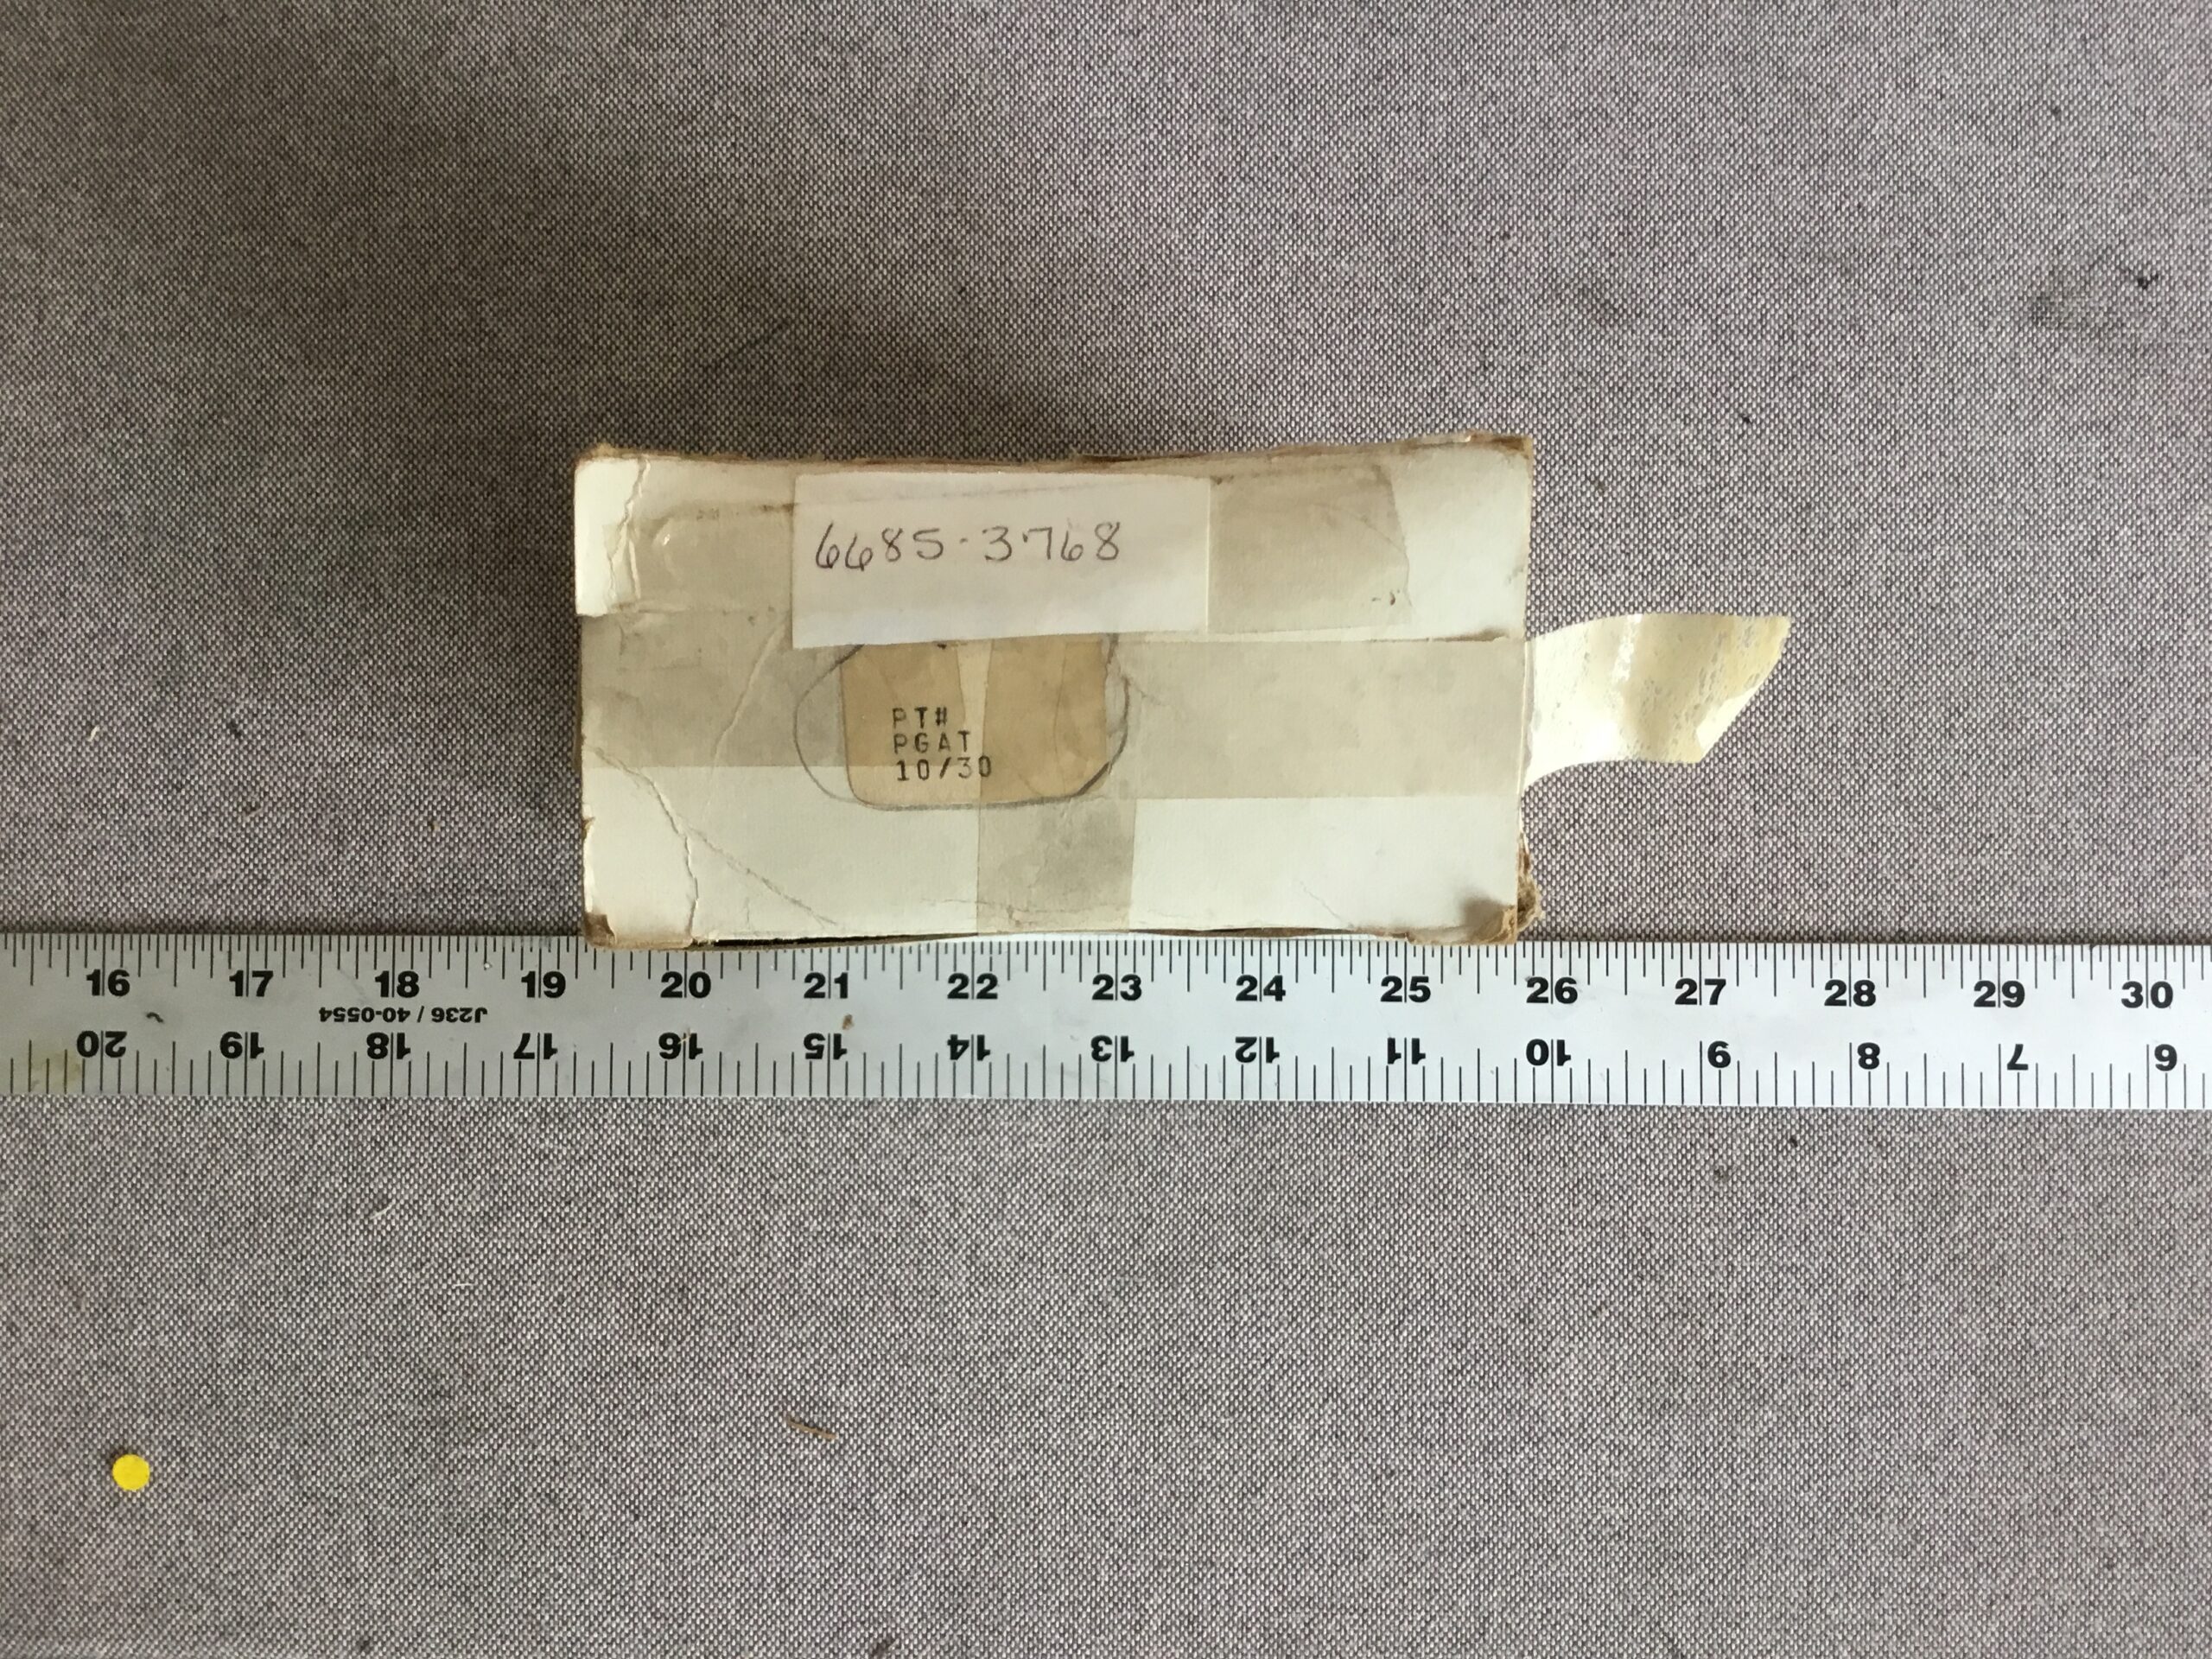 6685-3768
PT#
PGAT
10/30
16 17 18 19 20 21 22 23 24 25 26 27 28 29 30
J236 / 40-0554
20 19 18 17 16 15 14 13 12 11 10 9 8 7 6